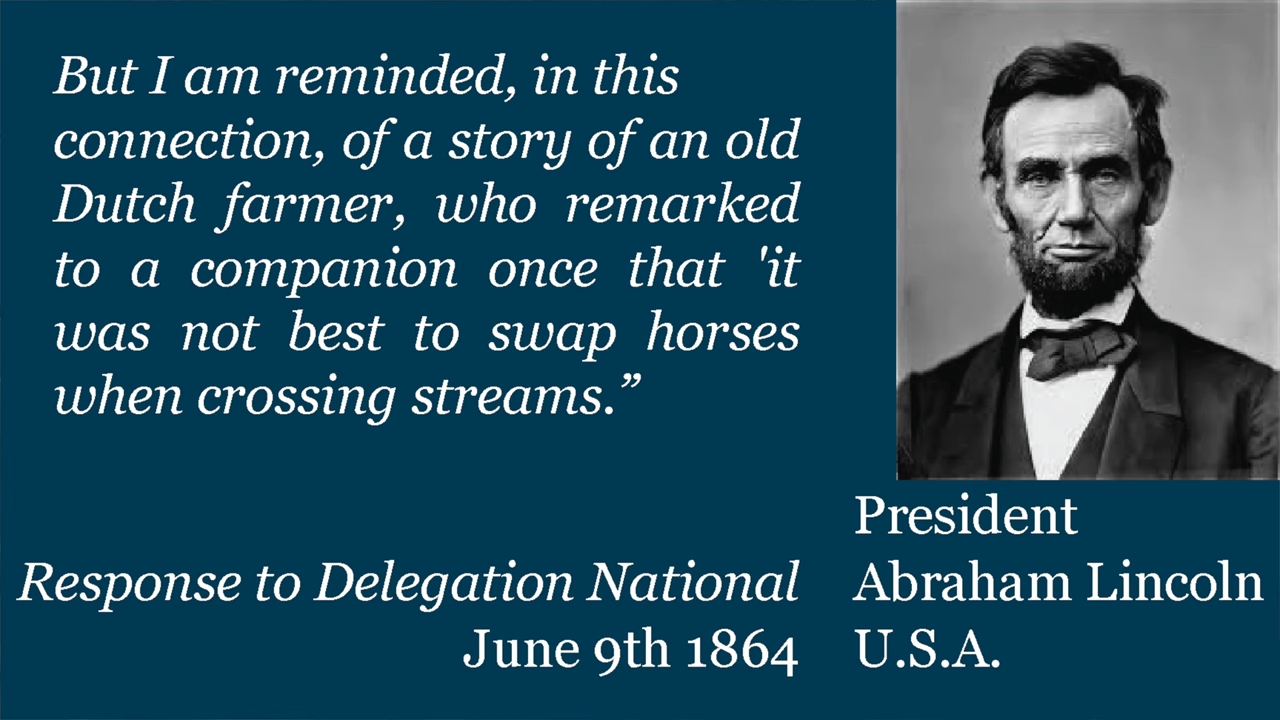 But I am reminded, in this
connection, of a story of an old
Dutch farmer, who remarked
to a companion once that 'it
was not best to swap horses
when crossing streams.”
Response to Delegation National
June 9th 1864
President
Abraham Lincoln
U.S.A.